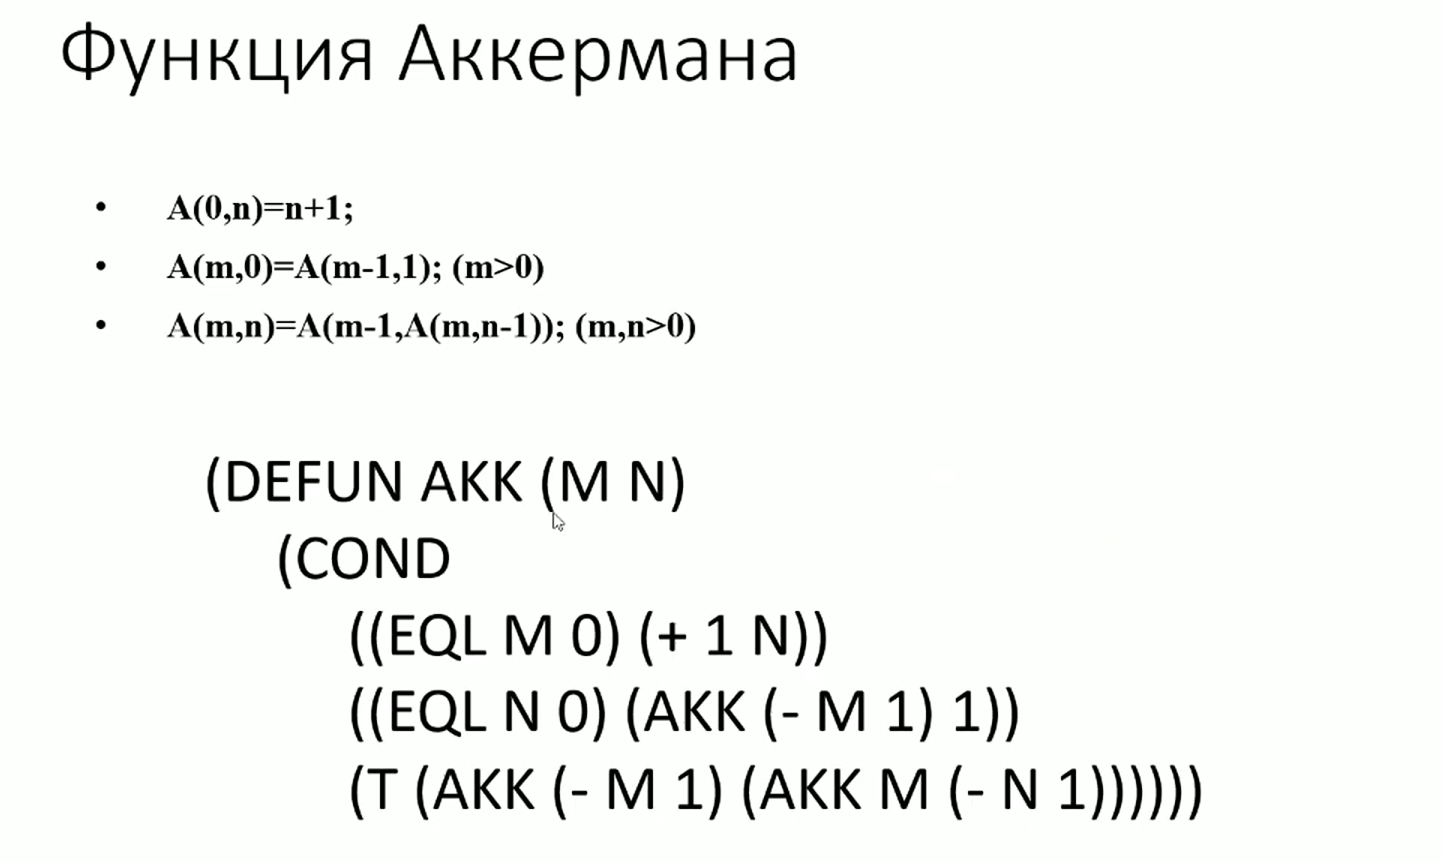 Функция Аккермана
• A(0,n)=n+1;
• A(m,0)=A(m-1,1); (m>0)
• A(m,n)=A(m-1,A(m,n-1)); (m,n>0)
(DEFUN AKK (M N)
(COND
((EQL M 0) (+ 1 N))
((EQL N 0) (AKK (- M 1) 1))
(T (AKK (- M 1) (AKK M (- N 1))))))